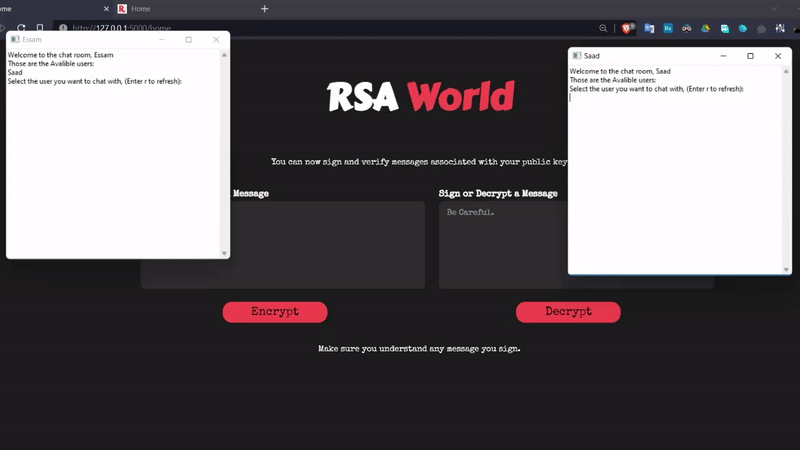 ome
Home
http://127.0.0.1:5000/home
Essam
Welcome to the chat room, Essam
Those are the Avalible users:
Saad
Select the user you want to chat with, (Enter r to refresh):
Saad
Welcome to the chat room, Saad
Those are the Avalible users:
Select the user you want to chat with, (Enter r to refresh):
RSA World
You can now sign and verify messages associated with your public key
Message
Sign or Decrypt a Message
Be Careful.
Encrypt
Decrypt
Make sure you understand any message you sign.